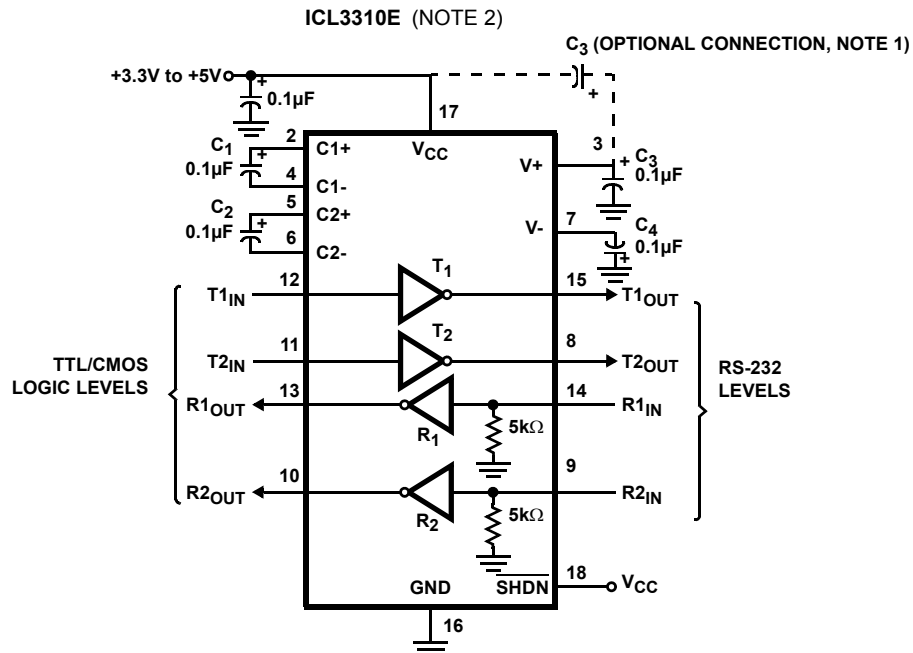 ICL3310E (NOTE 2)
C3 (OPTIONAL CONNECTION, NOTE 1)
+3.3V to +5V
+
0.1µF
+
17
2
C1
0.1µF
+
4
C1+
C1-
VCC
V+
3
+
C3
0.1µF
C2
0.1µF
5
+
6
C2+
C2-
V-
7
C4
0.1µF
+
T1IN
12
T1
15
T1OUT
T2IN
11
T2
8
T2OUT
TTL/CMOS
LOGIC LEVELS
RS-232
LEVELS
R1OUT
13
R1
5kΩ
14
R1IN
R2OUT
10
R2
5kΩ
9
R2IN
GND
SHDN
18
VCC
16